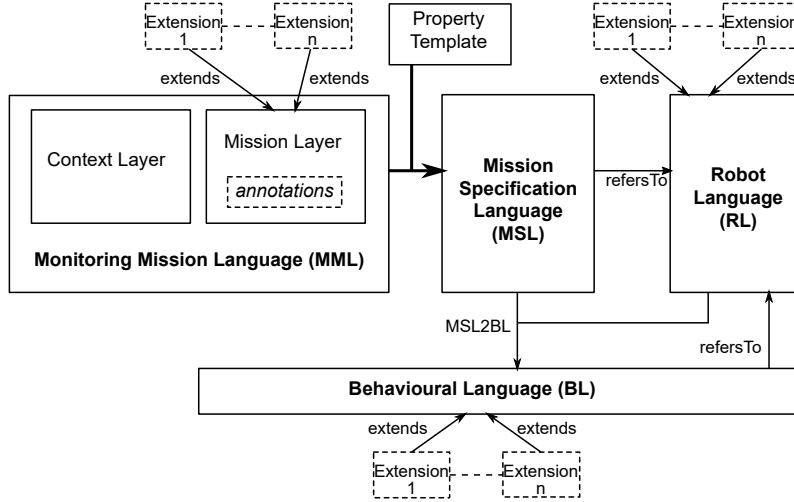 Extension
1
Extension
n
Property
Template
Extension
1
Extension
n
extends
extends
extends
extends
Context Layer
Mission Layer
annotations
Monitoring Mission Language (MML)
Mission
Specification
Language
(MSL)
refersTo
Robot
Language
(RL)
MSL2BL
refersTo
Behavioural Language (BL)
extends
extends
Extension
1
Extension
n